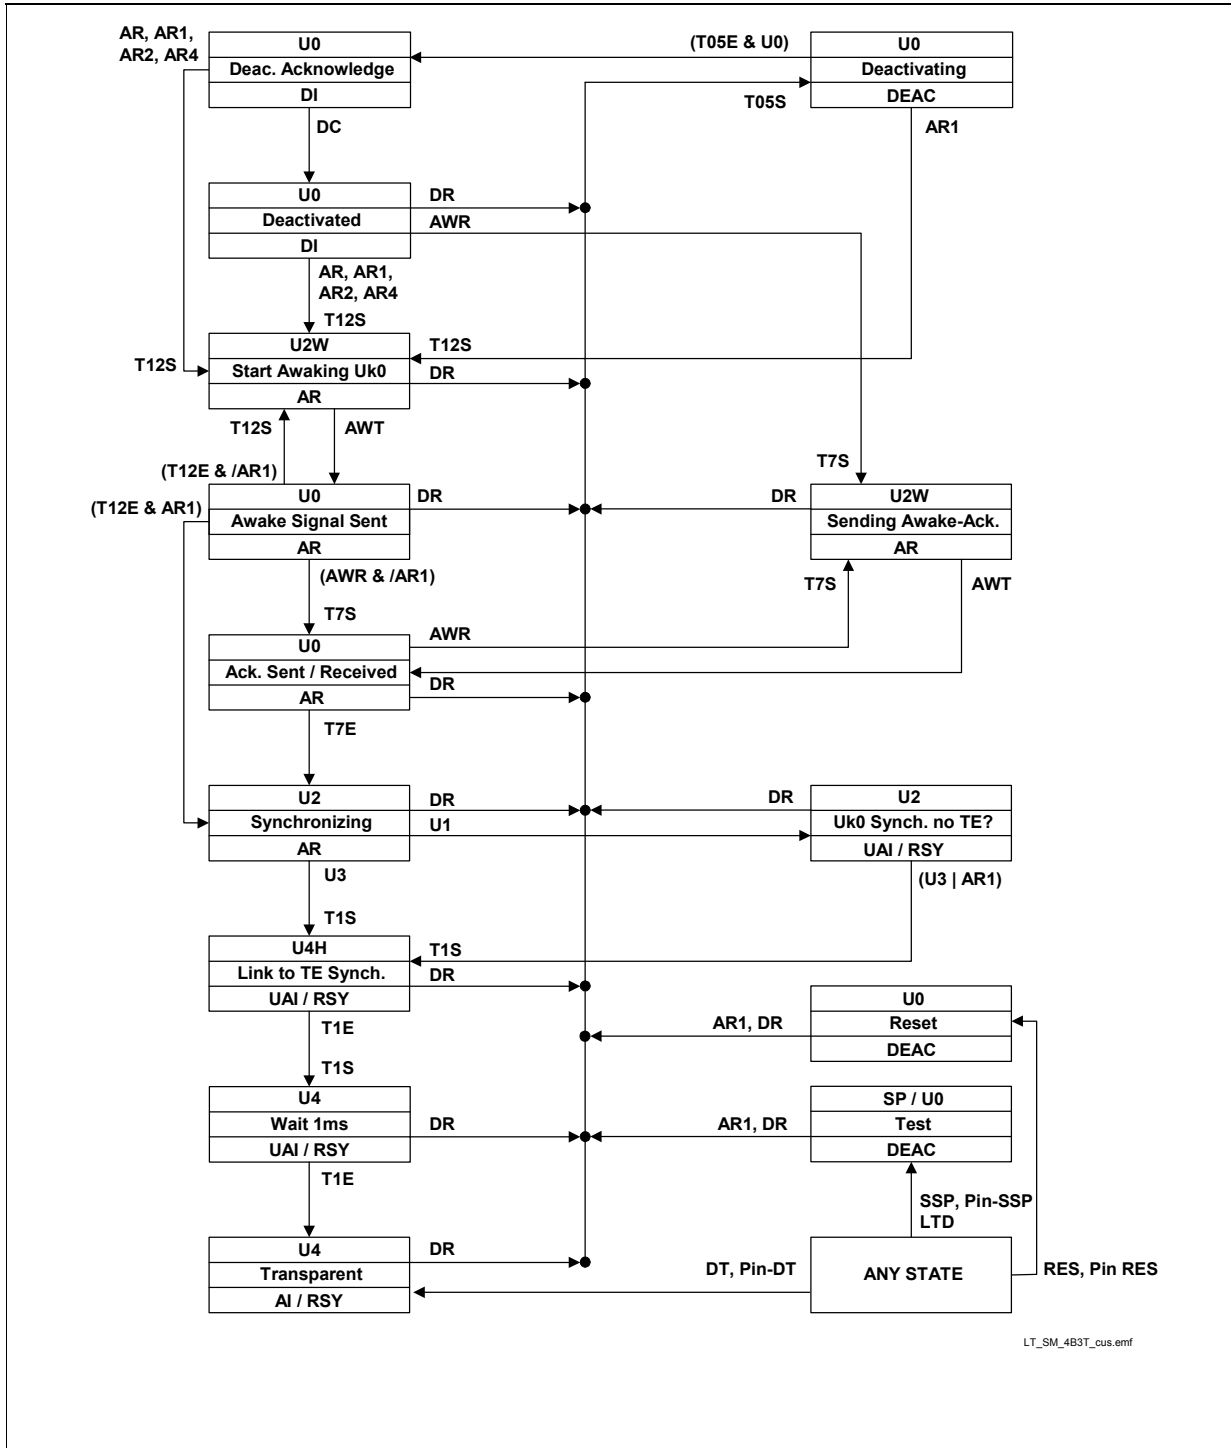 AR, AR1,
AR2, AR4
U0
Deac. Acknowledge
DI
(T05E & U0)
U0
Deactivating
DEAC
T05S
DC
AR1
U0
Deactivated
DI
DR
AWR
AR, AR1,
AR2, AR4
T12S
T12S
U2W
Start Awaking Uk0
AR
T12S
DR
T12S
AWT
(T12E & /AR1)
(T12E & AR1)
U0
Awake Signal Sent
AR
DR
T7S
DR
U2W
Sending Awake-Ack.
AR
(AWR & /AR1)
T7S
T7S
AWT
U0
Ack. Sent / Received
AR
AWR
DR
T7E
U2
Synchronizing
AR
DR
U1
DR
U2
Uk0 Synch. no TE?
UAI / RSY
U3
T1S
(U3 | AR1)
U4H
Link to TE Synch.
UAI / RSY
T1S
DR
T1E
T1S
AR1, DR
U0
Reset
DEAC
U4
Wait 1ms
UAI / RSY
DR
AR1, DR
SP / U0
Test
DEAC
T1E
SSP, Pin-SSP
LTD
U4
Transparent
AI / RSY
DR
DT, Pin-DT
ANY STATE
RES, Pin RES
LT_SM_4B3T_cus.emf